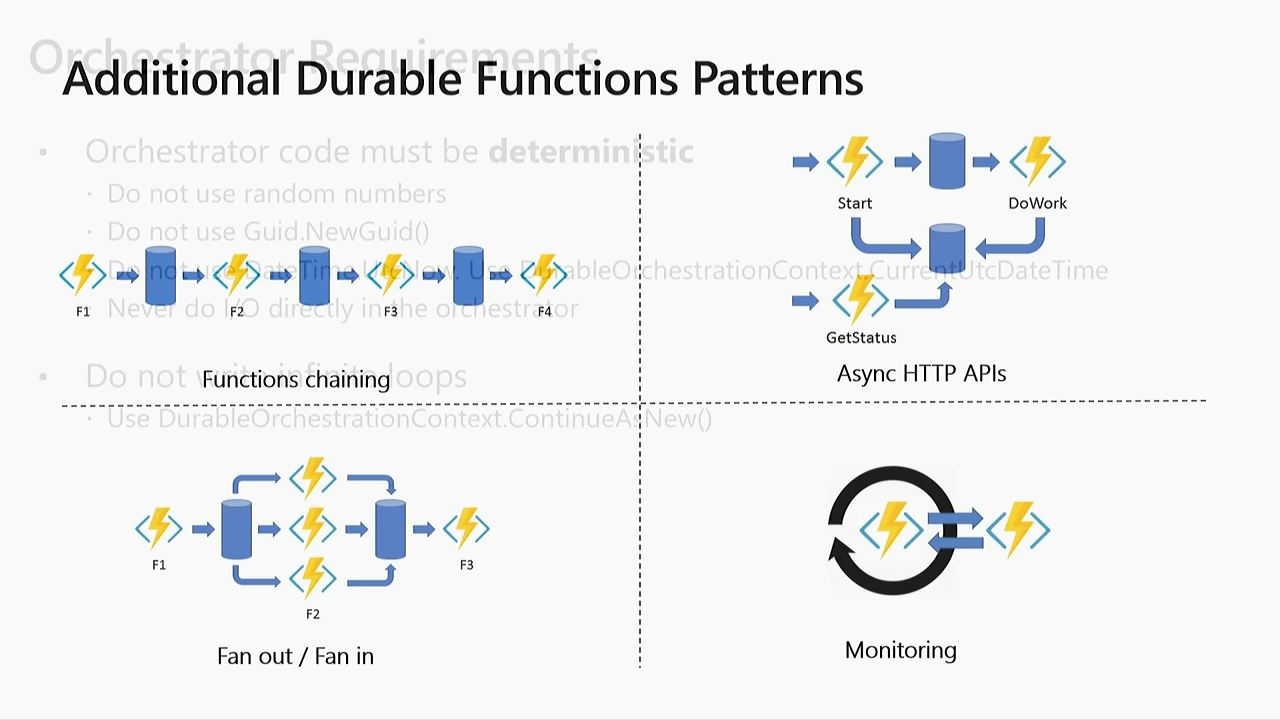 Orchestrator Requirements
Additional Durable Functions Patterns
• Orchestrator code must be deterministic
• Do not use random numbers
• Do not use Guid.NewGuid()
Do not use DateTime.UtcNow. Use DurableOrchestrationContext.CurrentUtcDateTime
Never do I/O directly in the orchestrator
F1 F2 F3 F4
Functions chaining
Start DoWork
GetStatus
Async HTTP APIs
• Do not write infinite loops
• Use DurableOrchestrationContext.ContinueAsNew()
F1 F3
F2
Fan out / Fan in
Monitoring